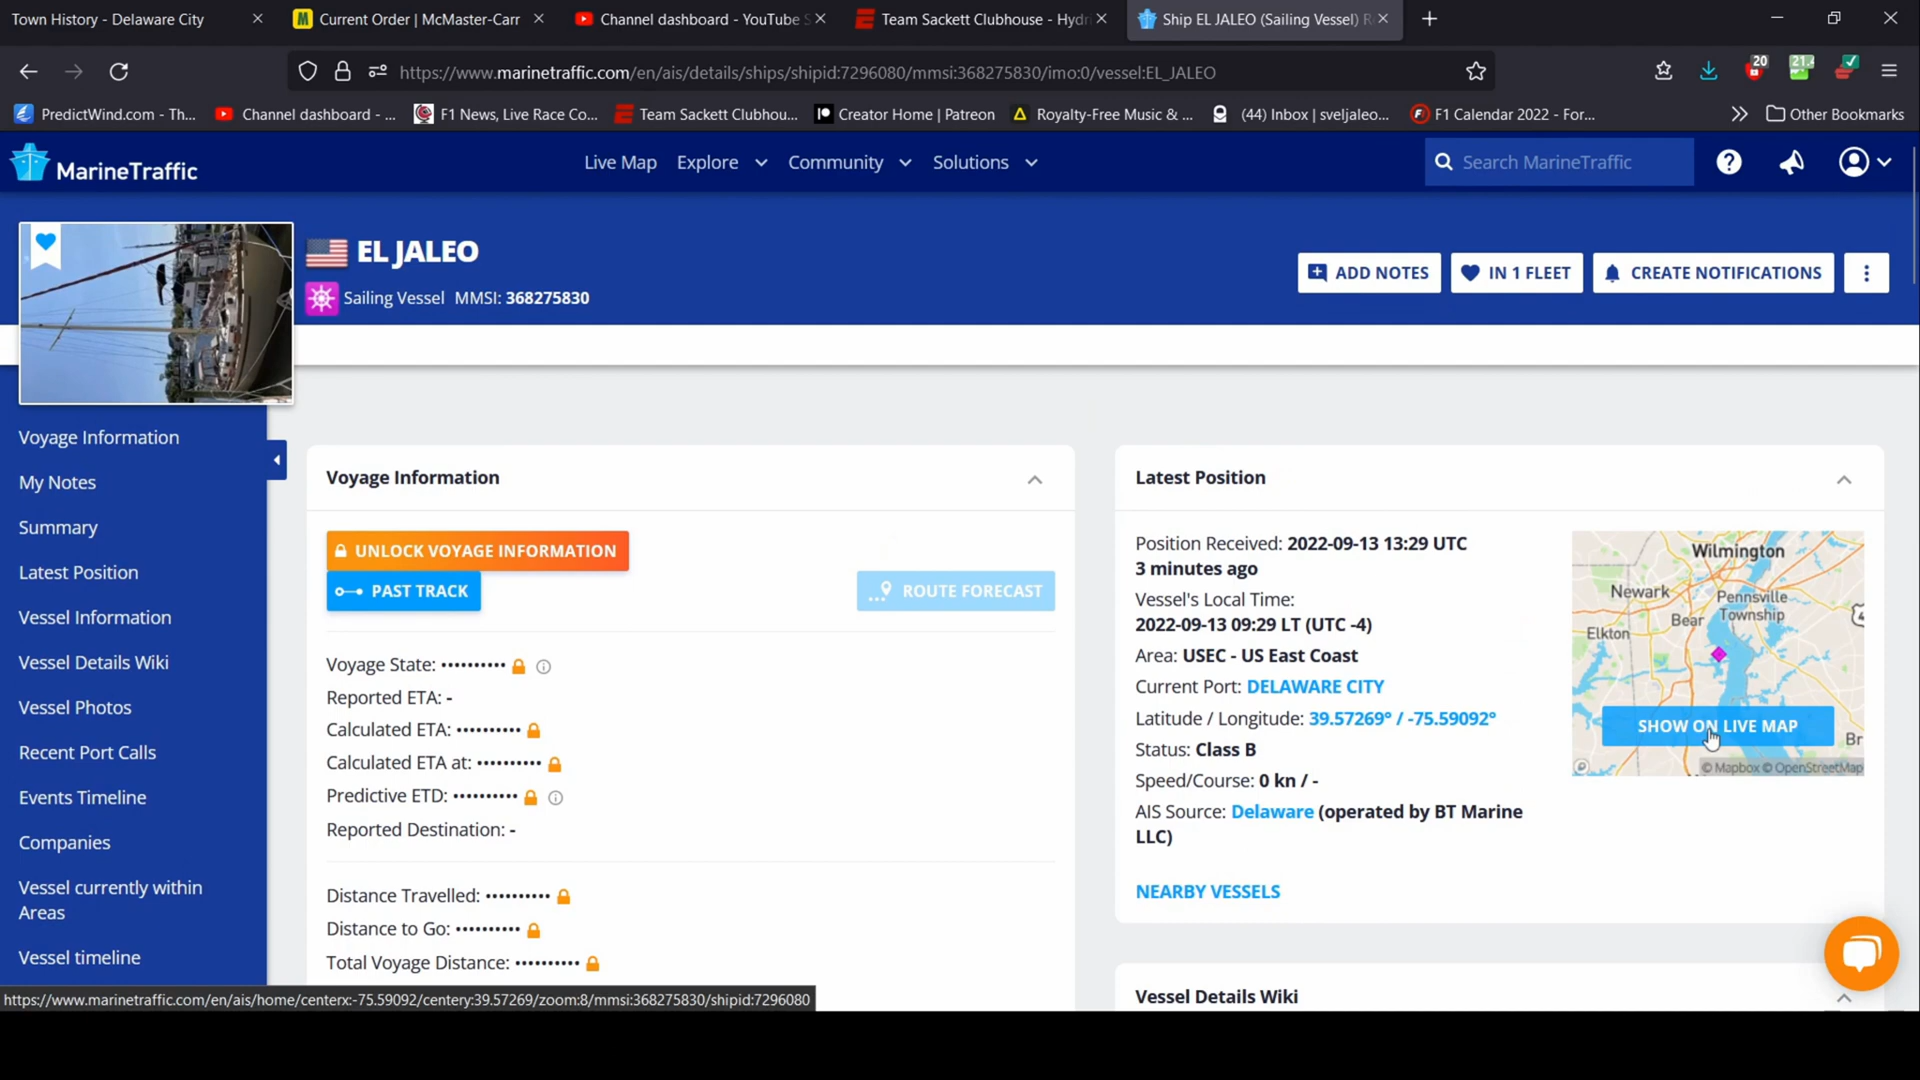 Town History - Delaware City
Current Order | McMaster-Carr
Channel dashboard - YouTube S
Team Sackett Clubhouse - Hydri
Ship EL JALEO (Sailing Vessel) R
https://www.marinetraffic.com/en/ais/details/ships/shipid:7296080/mmsi:368275830/imo:0/vessel:EL_JALEO
20
21.4
PredictWind.com - Th...
Channel dashboard - ...
F1 News, Live Race Co...
Team Sackett Clubhou...
Creator Home | Patreon
Royalty-Free Music & ...
(44) Inbox | sveljaleo...
F1 Calendar 2022 - For...
Other Bookmarks
MarineTraffic
Live Map
Explore
Community
Solutions
Search MarineTraffic
EL JALEO
Sailing Vessel MMSI: 368275830
ADD NOTES
IN 1 FLEET
CREATE NOTIFICATIONS
Voyage Information
My Notes
Summary
Latest Position
Vessel Information
Vessel Details Wiki
Vessel Photos
Recent Port Calls
Events Timeline
Companies
Vessel currently within
Areas
Vessel timeline
Voyage Information
UNLOCK VOYAGE INFORMATION
PAST TRACK
ROUTE FORECAST
Voyage State: ••••••••••
Reported ETA: -
Calculated ETA: ••••••••••
Calculated ETA at: ••••••••••
Predictive ETD: ••••••••••
Reported Destination: -
Distance Travelled: ••••••••••
Distance to Go: ••••••••••
Total Voyage Distance: ••••••••••
Latest Position
Position Received: 2022-09-13 13:29 UTC
3 minutes ago
Vessel's Local Time:
2022-09-13 09:29 LT (UTC -4)
Area: USEC - US East Coast
Current Port: DELAWARE CITY
Latitude / Longitude: 39.57269° / -75.59092°
Status: Class B
Speed/Course: 0 kn / -
AIS Source: Delaware (operated by BT Marine
LLC)
NEARBY VESSELS
Wilmington
Newark
Pennsville
Township
Bear
Elkton
SHOW ON LIVE MAP
Br
© Mapbox © OpenStreetMap
Vessel Details Wiki
https://www.marinetraffic.com/en/ais/home/centerx:-75.59092/centery:39.57269/zoom:8/mmsi:368275830/shipid:7296080